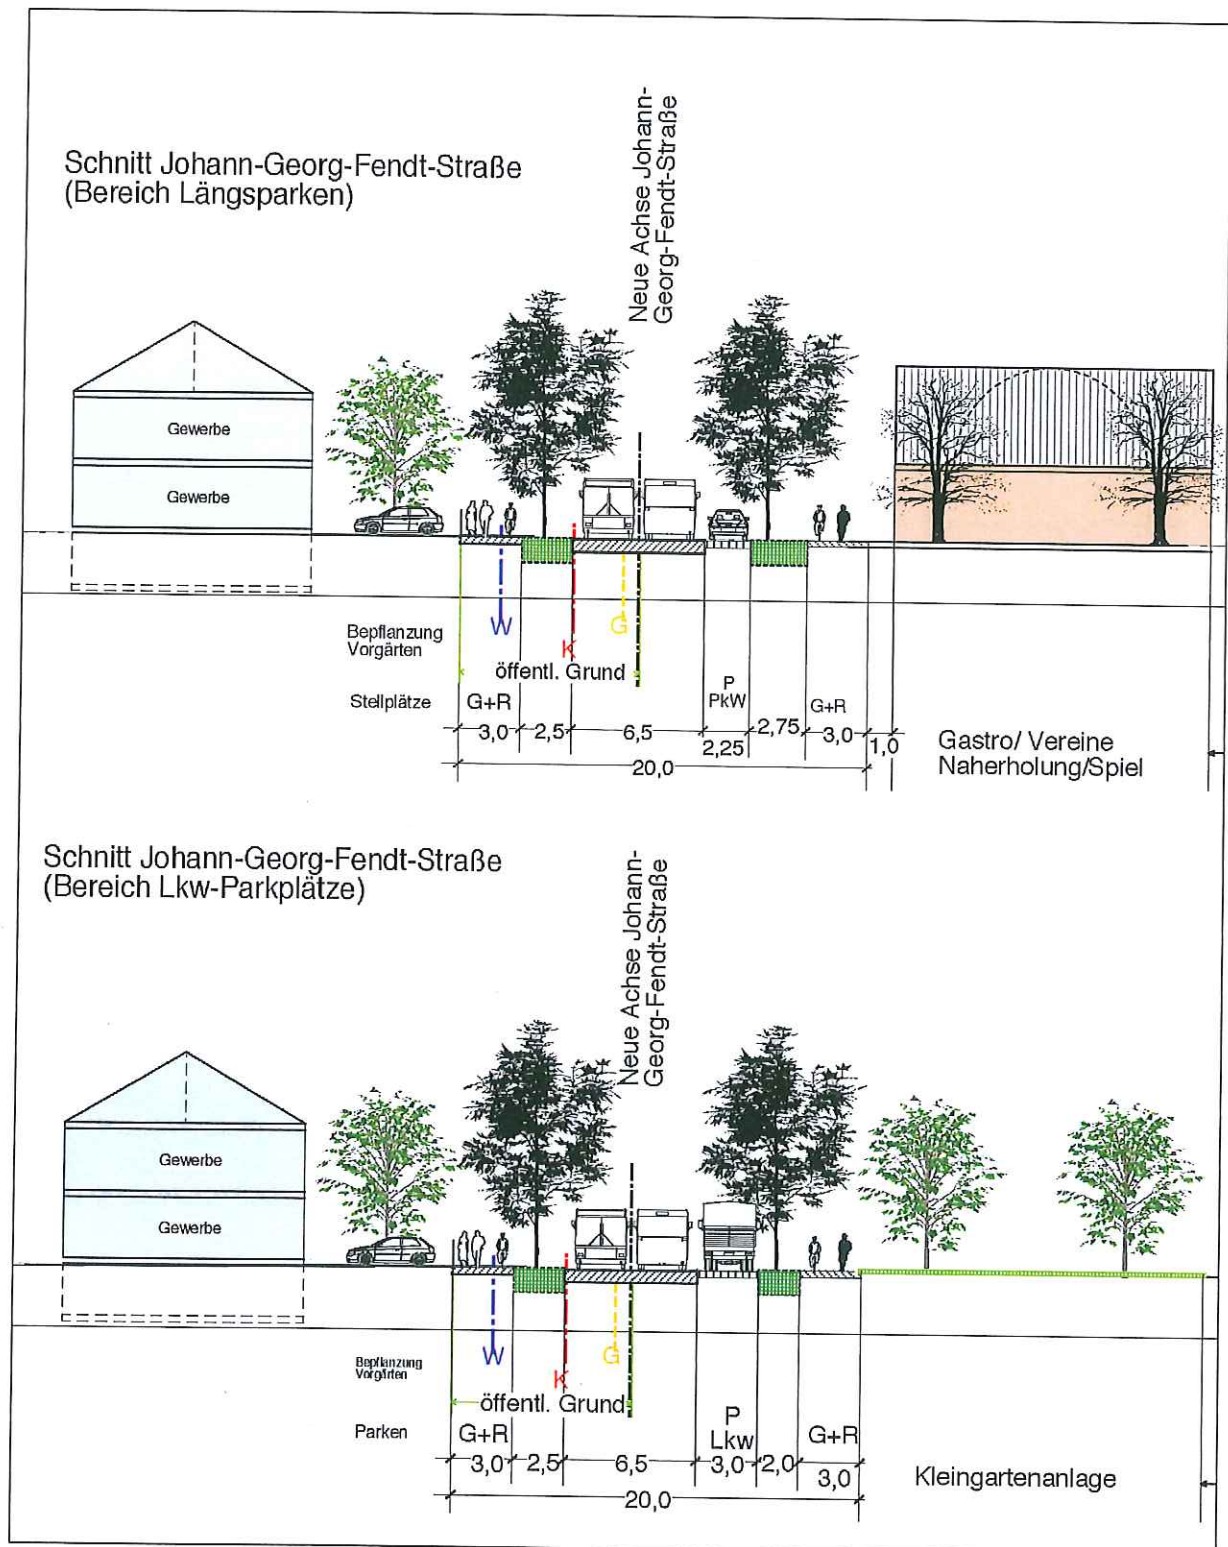 Schnitt Johann-Georg-Fendt-Straße
(Bereich Längsparken)
Neue Achse Johann-
Georg-Fendt-Straße
Gewerbe
Gewerbe
Bepflanzung
Vorgärten
W
K
G
öffentl. Grund
Stellplätze
G+R
P
PkW
G+R
3,0
2,5
6,5
2,25
2,75
3,0
1,0
20,0
Gastro/ Vereine
Naherholung/Spiel
Schnitt Johann-Georg-Fendt-Straße
(Bereich Lkw-Parkplätze)
Neue Achse Johann-
Georg-Fendt-Straße
Gewerbe
Gewerbe
Bepflanzung
Vorgärten
W
K
G
öffentl. Grund
Parken
G+R
P
Lkw
G+R
3,0
2,5
6,5
3,0
2,0
3,0
20,0
Kleingartenanlage